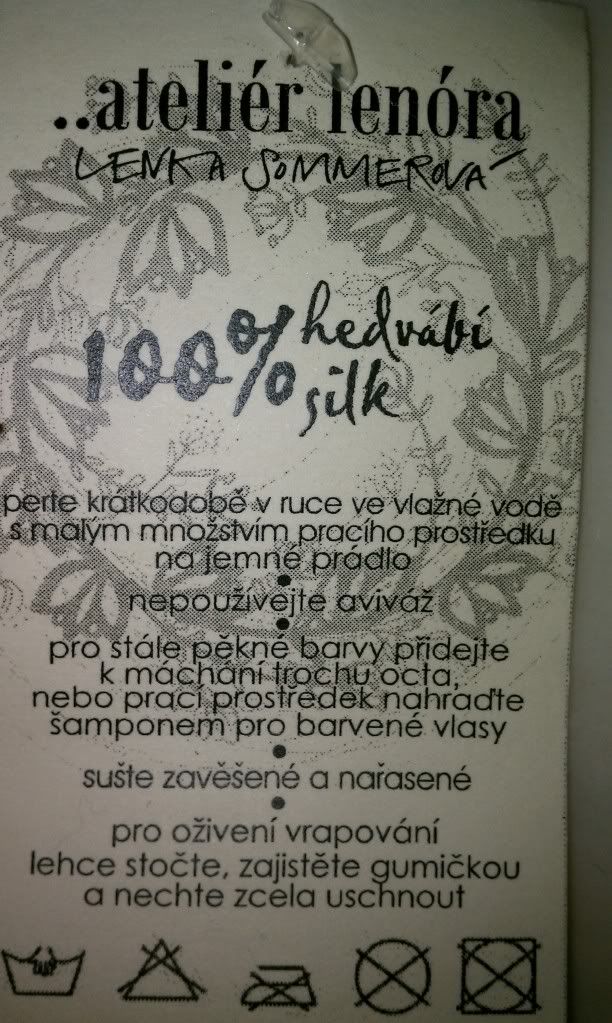 ..ateliér lenóra
LENKA SOMMEROVÁ
100% hedvábí
silk
perte krátkodobě v ruce ve vlažné vodě
s malým množstvím pracího prostředku
na jemné prádlo
•
nepoužívejte aviváž
•
pro stále pěkné barvy přidejte
k máchání trochu octa,
nebo prací prostředek nahraďte
šamponem pro barvené vlasy
•
sušte zavěšené a nařasené
•
pro oživení vrapování
lehce stočte, zajistěte gumičkou
a nechte zcela uschnout